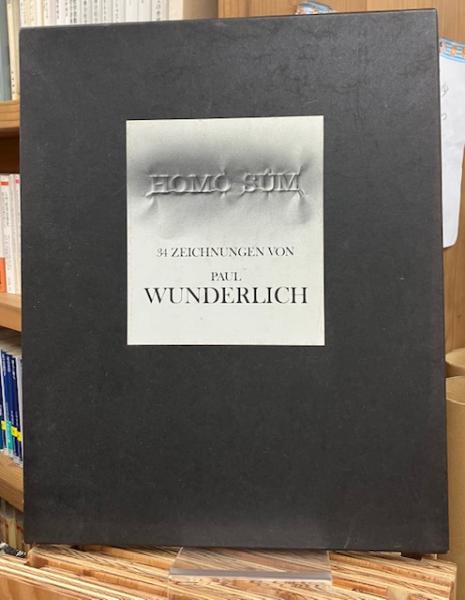 HOMO SUM
34 ZEICHNUNGEN VON
PAUL
WUNDERLICH